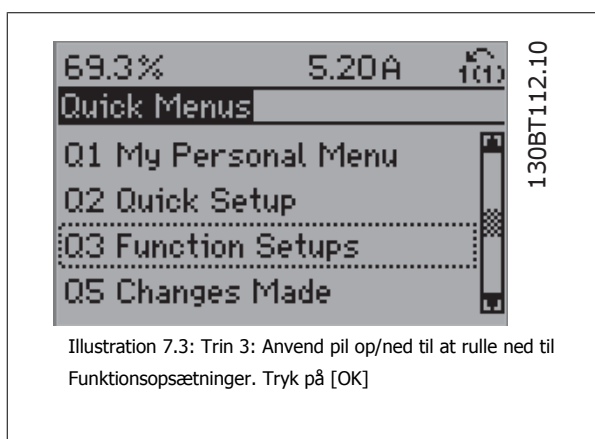 69.3% 5.20A 1(1)
Quick Menus
Q1 My Personal Menu
Q2 Quick Setup
Q3 Function Setups
Q5 Changes Made
130BT112.10
Illustration 7.3: Trin 3: Anvend pil op/ned til at rulle ned til
Funktionsopsætninger. Tryk på [OK]